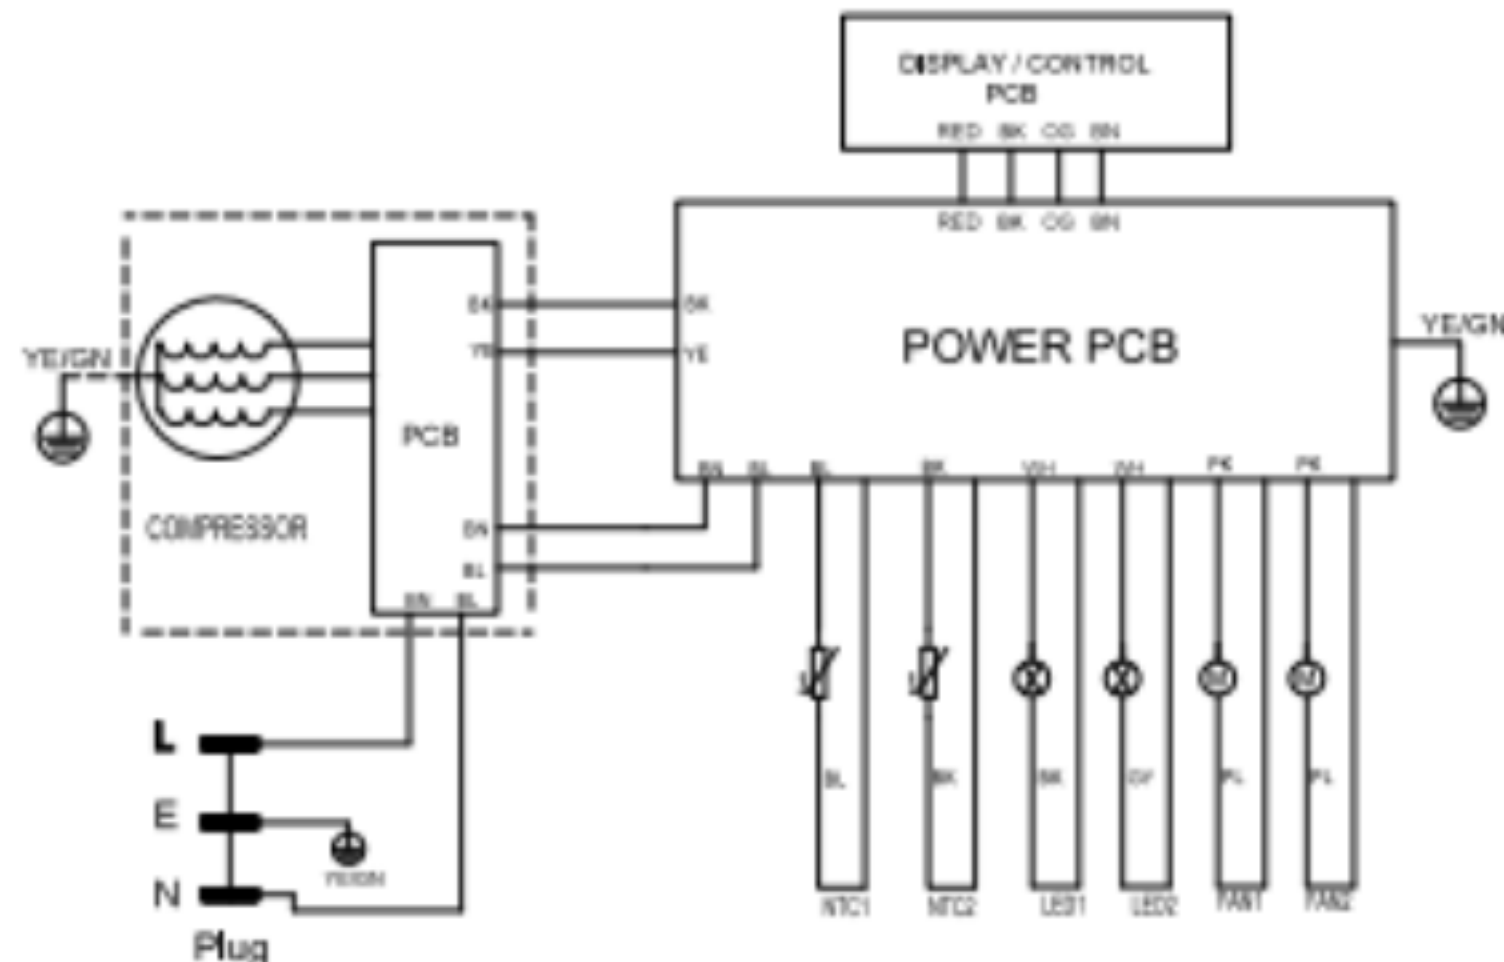 DISPLAY / CONTROL
PCB
RED BK OG BN
RED BK OG BN
POWER PCB
YE/GN
YE/GN
BK
YE
BK
YE
PCB
COMPRESSOR
BN
BL
BN BL
BN BL BL BK WH WH PK PK
BL BK BK GY PL PL
NTC1 NTC2 LED1 LED2 FAN1 FAN2
L
E
YE/GN
N
Plug
M M